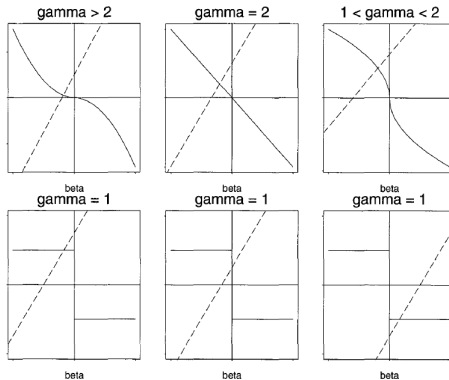 gamma > 2
gamma = 2
1 < gamma < 2
beta
beta
beta
gamma = 1
gamma = 1
gamma = 1
beta
beta
beta